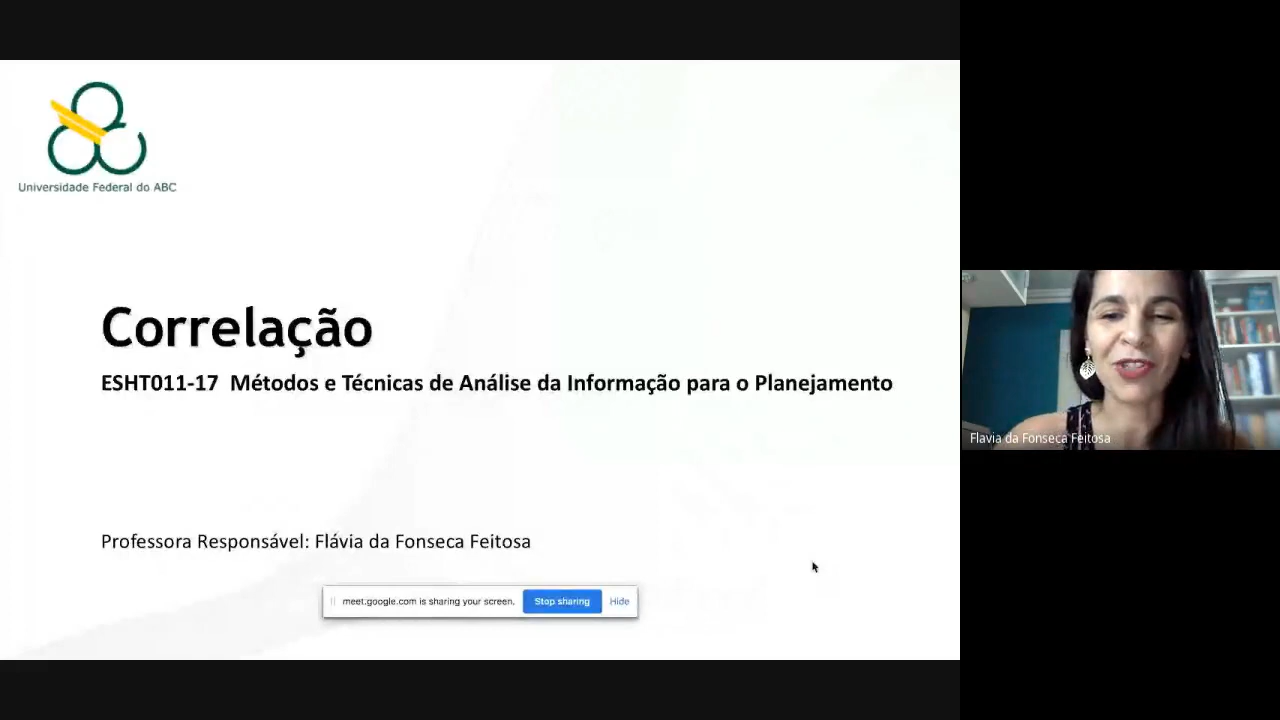 Universidade Federal do ABC
Correlação
ESHT011-17 Métodos e Técnicas de Análise da Informação para o Planejamento
Professora Responsável: Flávia da Fonseca Feitosa
meet.google.com is sharing your screen. Stop sharing Hide
Flavia da Fonseca Feitosa